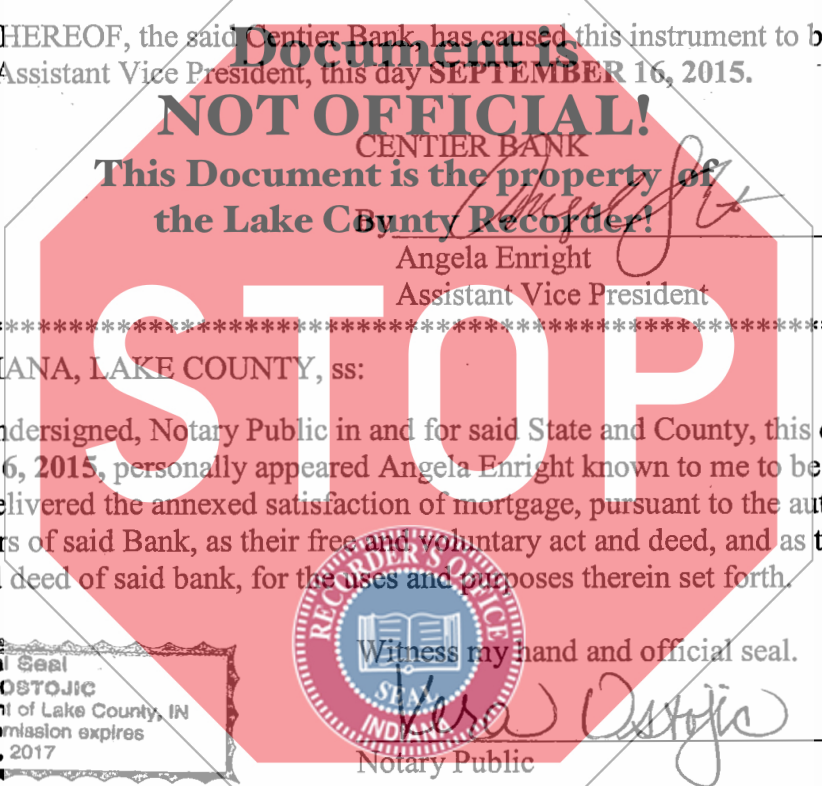 HEREOF, the said Centier Bank, has caused this instrument to b
Assistant Vice President, this day SEPTEMBER 16, 2015.
Document is
NOT OFFICIAL!
This Document is the property of
the Lake County Recorder!
CENTIER BANK
By
Angela Enright
Assistant Vice President
STOP
IANA, LAKE COUNTY, ss:
ndersigned, Notary Public in and for said State and County, this
6, 2015, personally appeared Angela Enright known to me to be
elivered the annexed satisfaction of mortgage, pursuant to the aut
rs of said Bank, as their free and voluntary act and deed, and as t
deed of said bank, for the uses and purposes therein set forth.
RECORDER'S OFFICE
SEAL
INDIANA
l Seal
OSTOJIC
nt of Lake County, IN
mission expires
2017
Witness my hand and official seal.
Vesa Ostojic
Notary Public